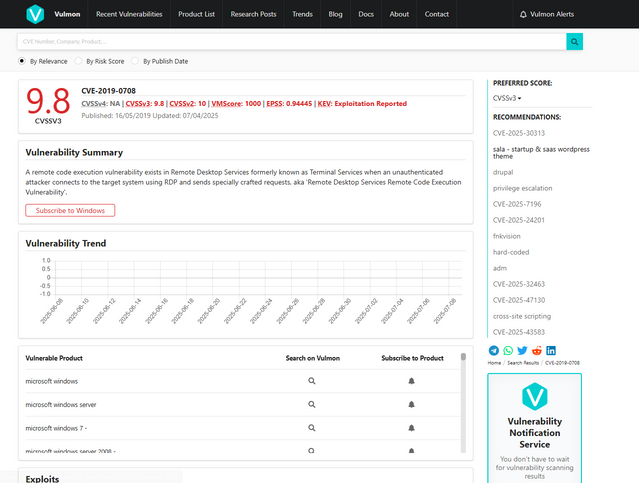 Vulmon
Recent Vulnerabilities
Product List
Research Posts
Trends
Blog
Docs
About
Contact
Vulmon Alerts
CVE Number, Company, Product, ...
By Relevance
By Risk Score
By Publish Date
9.8
CVSSV3
CVE-2019-0708
CVSSv4: NA | CVSSv3: 9.8 | CVSSv2: 10 | VMScore: 1000 | EPSS: 0.94445 | KEV: Exploitation Reported
Published: 16/05/2019 Updated: 07/04/2025
Vulnerability Summary
A remote code execution vulnerability exists in Remote Desktop Services formerly known as Terminal Services when an unauthenticated
attacker connects to the target system using RDP and sends specially crafted requests, aka 'Remote Desktop Services Remote Code Execution
Vulnerability'.
Subscribe to Windows
Vulnerability Trend
1.0
0.5
0
-0.5
-1.0
2025-06-08
2025-06-10
2025-06-12
2025-06-14
2025-06-16
2025-06-18
2025-06-20
2025-06-22
2025-06-24
2025-06-26
2025-06-28
2025-06-30
2025-07-02
2025-07-04
2025-07-06
2025-07-08
Vulnerable Product
Search on Vulmon
Subscribe to Product
microsoft windows
microsoft windows server
microsoft windows 7 -
microsoft windows server 2008 -
Exploits
PREFERRED SCORE:
CVSSv3
RECOMMENDATIONS:
CVE-2025-30313
sala - startup & saas wordpress
theme
drupal
privilege escalation
CVE-2025-7196
CVE-2025-24201
fnkvision
hard-coded
adm
CVE-2025-32463
CVE-2025-47130
cross-site scripting
CVE-2025-43583
Home / Search Results / CVE-2019-0708
Vulnerability
Notification
Service
You don't have to wait
for vulnerability scanning
results